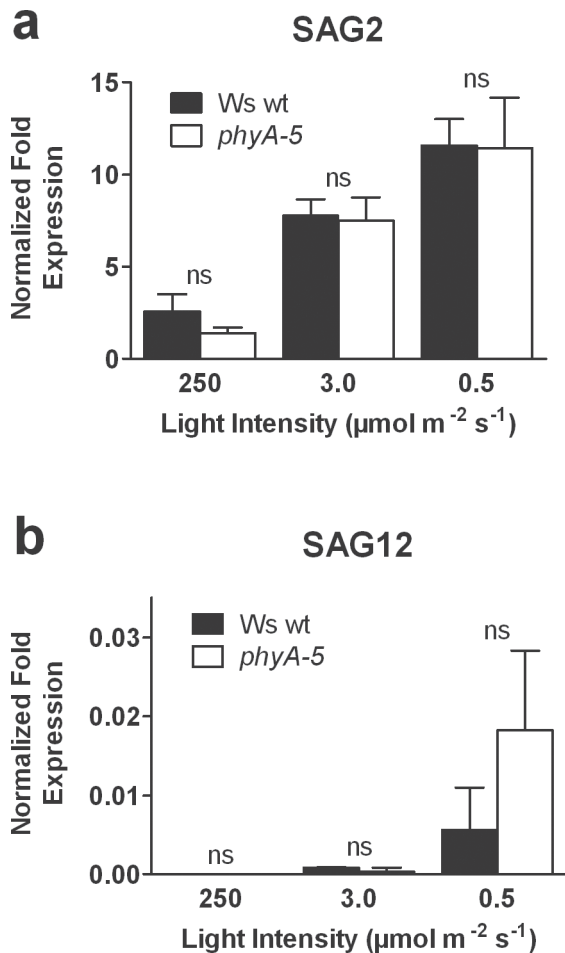 a
SAG2
Normalized Fold
Expression
15
10
5
0
Ws wt
phyA-5
ns
ns
ns
250 3.0 0.5
Light Intensity (µmol m⁻² s⁻¹)
b
SAG12
Normalized Fold
Expression
0.03
0.02
0.01
0.00
Ws wt
phyA-5
ns
ns
ns
250 3.0 0.5
Light Intensity (µmol m⁻² s⁻¹)